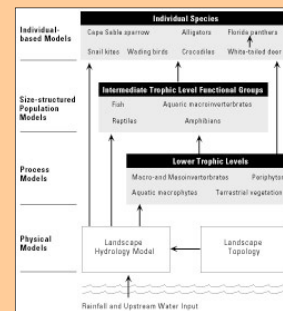 Individual-based Models
Individual Species
Cape Sable sparrow
Alligators
Florida panthers
Snail kites
Wading birds
Crocodiles
White-tailed deer
Size-structured Population Models
Intermediate Trophic Level Functional Groups
Fish
Aquatic macroinvertebrates
Reptiles
Amphibians
Process Models
Lower Trophic Levels
Macro-and Mesoinvertebrates
Periphyton
Aquatic macrophytes
Terrestrial vegetation
Physical Models
Landscape Hydrology Model
Landscape Topology
Rainfall and Upstream Water Input